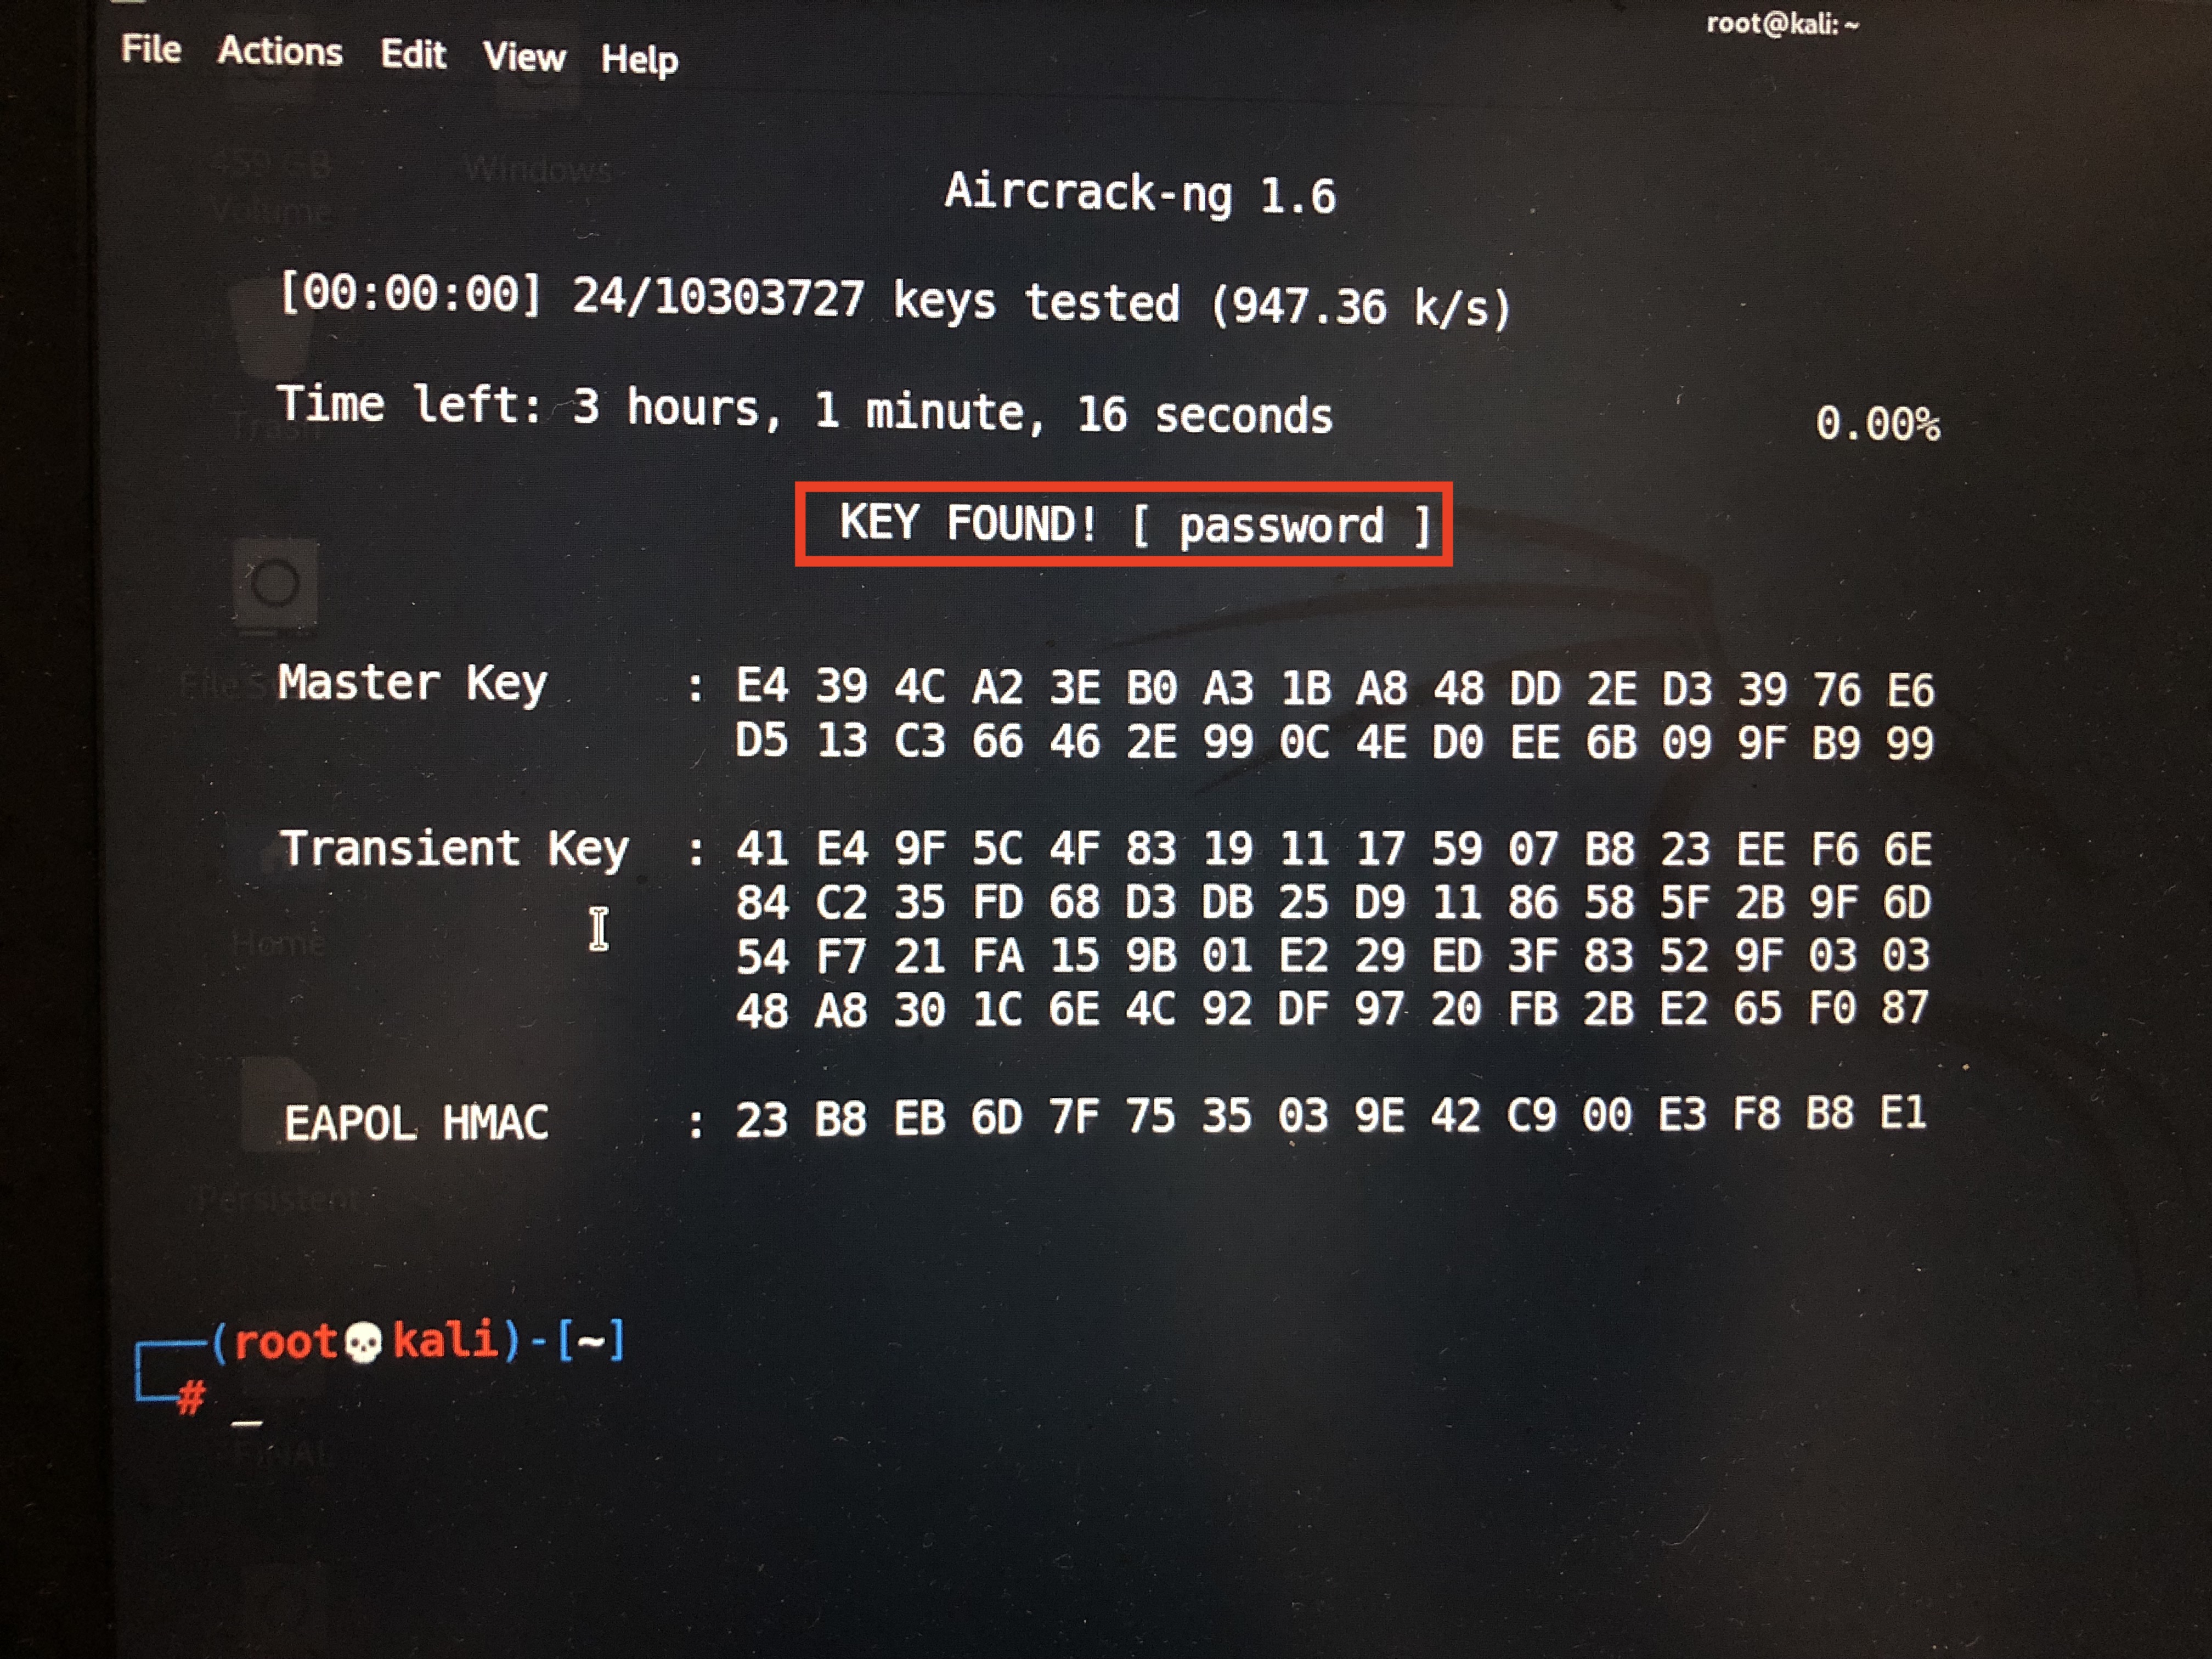 root@kali: ~
File Actions Edit View Help
459 GB
Volume
Windows
Aircrack-ng 1.6
[00:00:00] 24/10303727 keys tested (947.36 k/s)
Time left: 3 hours, 1 minute, 16 seconds 0.00%
Trash
KEY FOUND! [ password ]
Master Key : E4 39 4C A2 3E B0 A3 1B A8 48 DD 2E D3 39 76 E6
D5 13 C3 66 46 2E 99 0C 4E D0 EE 6B 09 9F B9 99
Transient Key : 41 E4 9F 5C 4F 83 19 11 17 59 07 B8 23 EE F6 6E
84 C2 35 FD 68 D3 DB 25 D9 11 86 58 5F 2B 9F 6D
Home
54 F7 21 FA 15 9B 01 E2 29 ED 3F 83 52 9F 03 03
48 A8 30 1C 6E 4C 92 DF 97 20 FB 2B E2 65 F0 87
EAPOL HMAC : 23 B8 EB 6D 7F 75 35 03 9E 42 C9 00 E3 F8 B8 E1
Persistent
(root💀kali)-[~]
# _
FINAL